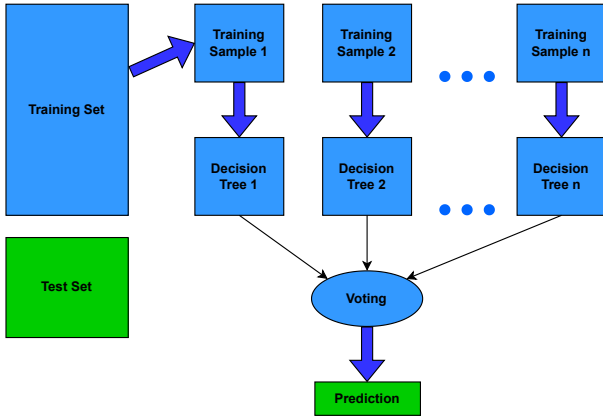 Training
Sample 1
Training
Sample 2
Training
Sample n
Training Set
Decision
Tree 1
Decision
Tree 2
Decision
Tree n
Test Set
Voting
Prediction